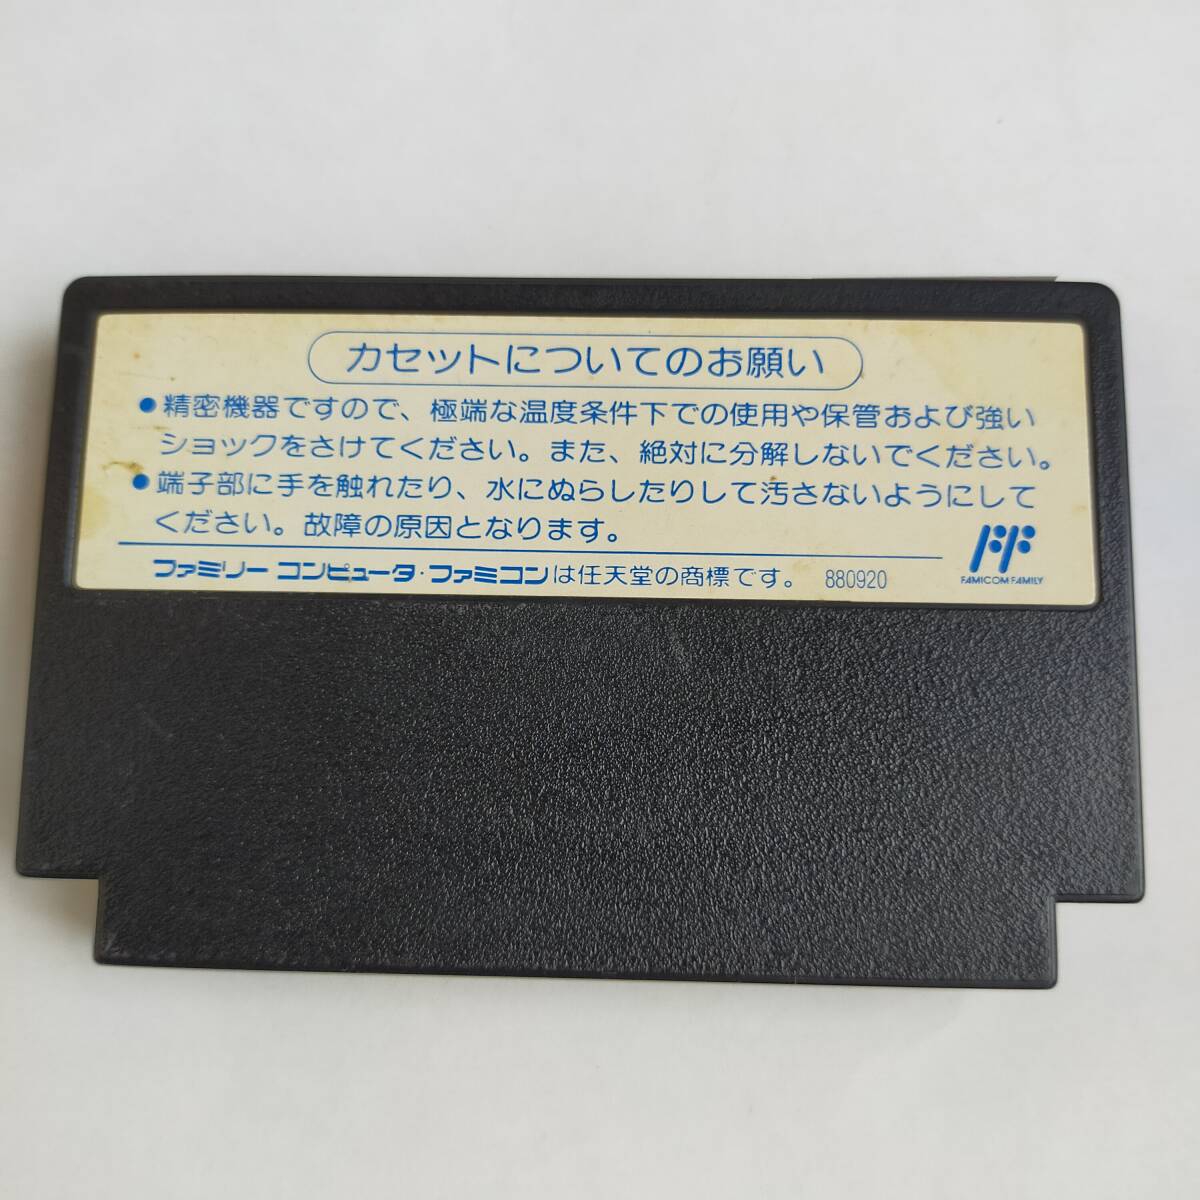 カセットについてのお願い
●精密機器ですので、極端な温度条件下での使用や保管および強い
ショックをさけてください。また、絶対に分解しないでください。
●端子部に手を触れたり、水にぬらしたりして汚さないようにして
ください。故障の原因となります。
ファミリー コンピュータ・ファミコンは任天堂の商標です。 880920
FF
FAMICOM FAMILY